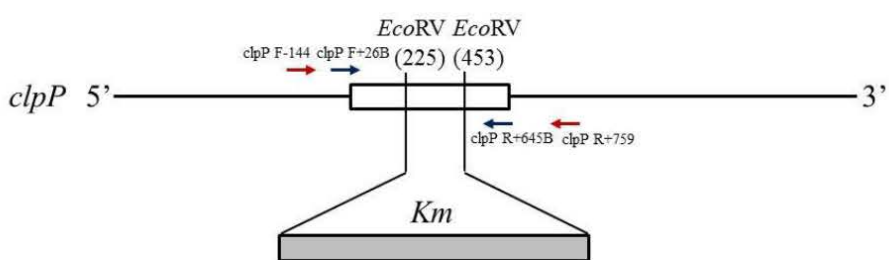 EcoRV EcoRV
clpP F-144 clpP F+26B (225) (453)
clpP 5’ 3’
clpP R+645B clpP R+759
Km